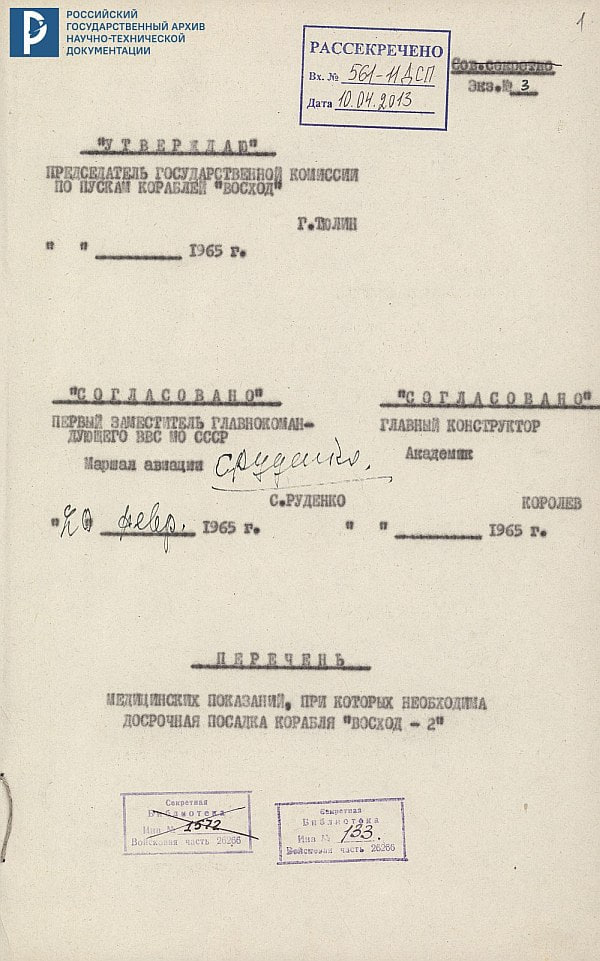 РОССИЙСКИЙ
ГОСУДАРСТВЕННЫЙ АРХИВ
НАУЧНО-ТЕХНИЧЕСКОЙ
ДОКУМЕНТАЦИИ
1
РАССЕКРЕЧЕНО
Вх. № 561-11ДСП
Дата 10.04.2013
Сов.секретно
Экз.№ 3
"УТВЕРЖДАЮ"
ПРЕДСЕДАТЕЛЬ ГОСУДАРСТВЕННОЙ КОМИССИИ
ПО ПУСКАМ КОРАБЛЕЙ "ВОСХОД"
Г.ТЮЛИН
" " 1965 г.
"СОГЛАСОВАНО"
ПЕРВЫЙ ЗАМЕСТИТЕЛЬ ГЛАВНОКОМАН-
ДУЮЩЕГО ВВС МО СССР
Маршал авиации СРуденко.
С.РУДЕНКО
"20" февр. 1965 г.
"СОГЛАСОВАНО"
ГЛАВНЫЙ КОНСТРУКТОР
Академик
КОРОЛЕВ
" " 1965 г.
ПЕРЕЧЕНЬ
МЕДИЦИНСКИХ ПОКАЗАНИЙ, ПРИ КОТОРЫХ НЕОБХОДИМА
ДОСРОЧНАЯ ПОСАДКА КОРАБЛЯ "ВОСХОД - 2"
Секретная
Библиотека
Инв № 1572
Войсковая часть 26266
Секретная
Библиотека
Инв № 133.
Войсковая часть 26266